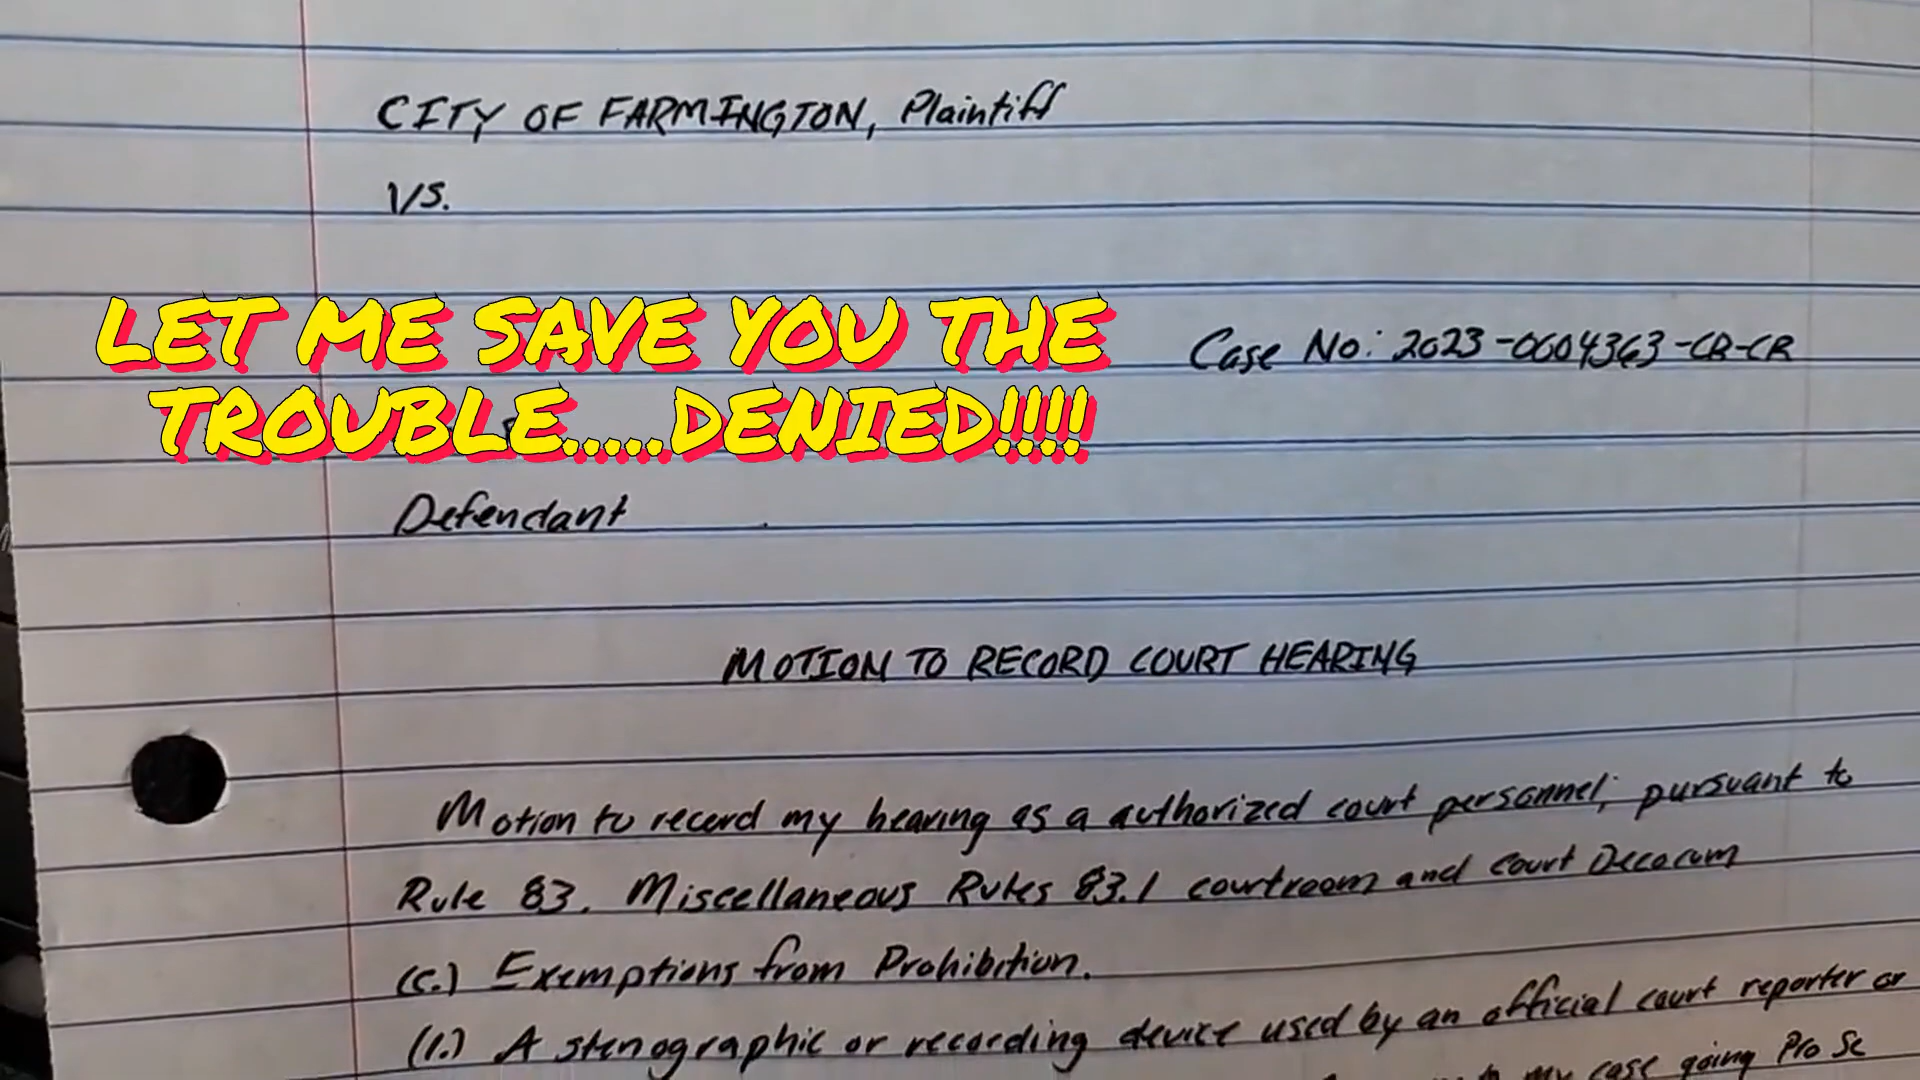 CITY OF FARMINGTON, Plaintiff
VS.
LET ME SAVE YOU THE
TROUBLE.....DENIED!!!!
Case No: 2023-0004363-CR-CR
Defendant
MOTION TO RECORD COURT HEARING
Motion to record my hearing as a authorized court personnel; pursuant to
Rule 83. Miscellaneous Rules 83.1 courtroom and court Decorum
(c.) Exemptions from Prohibition.
(1.) A stenographic or recording device used by an official court reporter or
my case going Pro Se